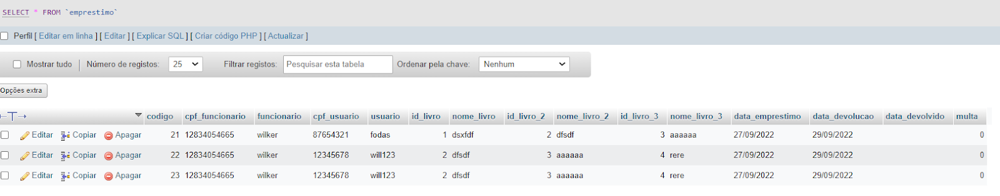 SELECT * FROM `emprestimo`
Perfil [ Editar em linha ] [ Editar ] [ Explicar SQL ] [ Criar código PHP ] [ Actualizar ]
Mostrar tudo Número de registos: 25 Filtrar registos: Pesquisar esta tabela Ordenar pela chave: Nenhum
Opções extra
←T→ codigo cpf_funcionario funcionario cpf_usuario usuario id_livro nome_livro id_livro_2 nome_livro_2 id_livro_3 nome_livro_3 data_emprestimo data_devolucao data_devolvido multa
Editar Copiar Apagar 21 12834054665 wilker 87654321 fodas 1 dsxfdf 2 dfsdf 3 aaaaaa 27/09/2022 29/09/2022 0
Editar Copiar Apagar 22 12834054665 wilker 12345678 will123 2 dfsdf 3 aaaaaa 4 rere 27/09/2022 29/09/2022 0
Editar Copiar Apagar 23 12834054665 wilker 12345678 will123 2 dfsdf 3 aaaaaa 4 rere 27/09/2022 29/09/2022 0